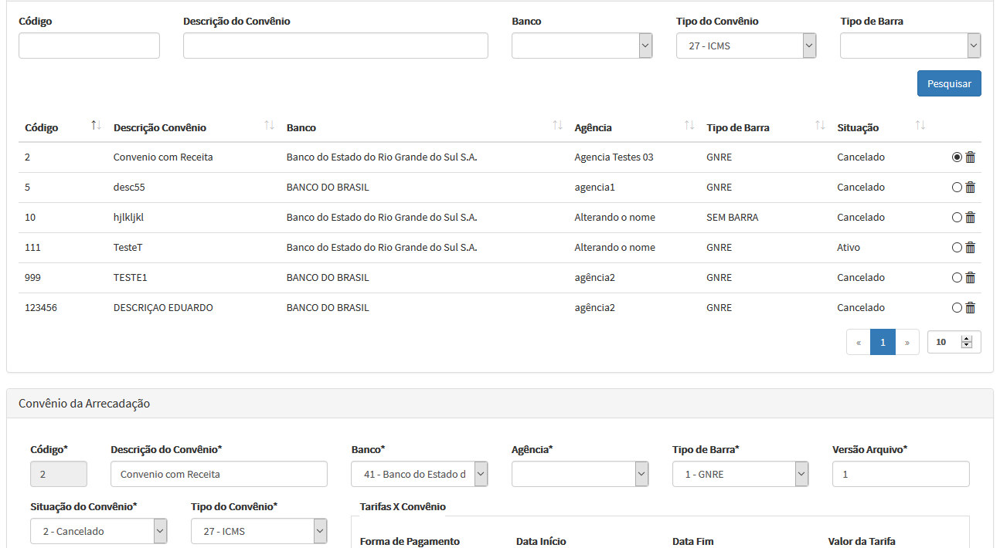 Código Descrição do Convênio Banco Tipo do Convênio Tipo de Barra
27 - ICMS
Pesquisar
Código Descrição Convênio Banco Agência Tipo de Barra Situação
2 Convenio com Receita Banco do Estado do Rio Grande do Sul S.A. Agencia Testes 03 GNRE Cancelado
5 desc55 BANCO DO BRASIL agencia1 GNRE Cancelado
10 hjlkljkl Banco do Estado do Rio Grande do Sul S.A. Alterando o nome SEM BARRA Cancelado
111 TesteT Banco do Estado do Rio Grande do Sul S.A. Alterando o nome GNRE Ativo
999 TESTE1 BANCO DO BRASIL agência2 GNRE Cancelado
123456 DESCRIÇAO EDUARDO BANCO DO BRASIL agência2 GNRE Cancelado
« 1 » 10
Convênio da Arrecadação
Código* Descrição do Convênio* Banco* Agência* Tipo de Barra* Versão Arquivo*
2 Convenio com Receita 41 - Banco do Estado d 1 - GNRE 1
Situação do Convênio* Tipo do Convênio* Tarifas X Convênio
2 - Cancelado 27 - ICMS
Forma de Pagamento Data Início Data Fim Valor da Tarifa